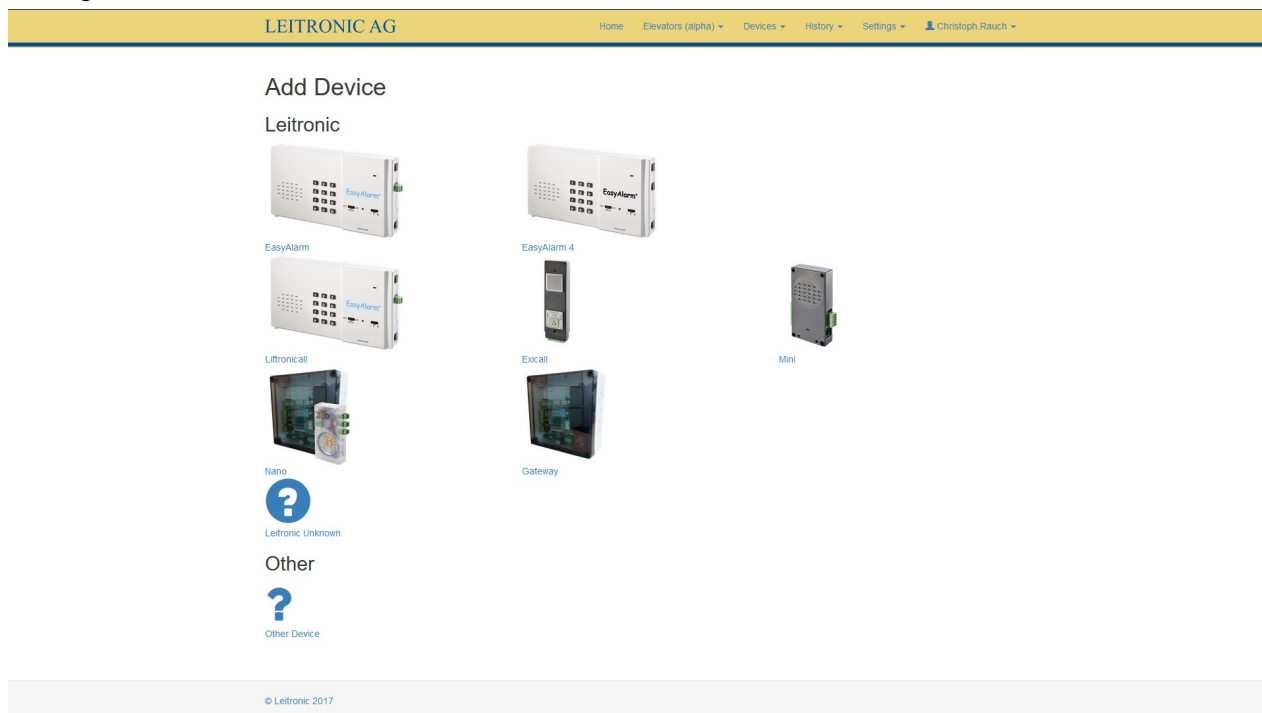 LEITRONIC AG
Home Elevators (alpha) Devices History Settings Christoph Rauch
Add Device
Leitronic
EasyAlarm
EasyAlarm
EasyAlarm EasyAlarm 4
EasyAlarm
Liftronicall Exicall Mini
Nano Gateway
?
Leitronic Unknown
Other
?
Other Device
© Leitronic 2017